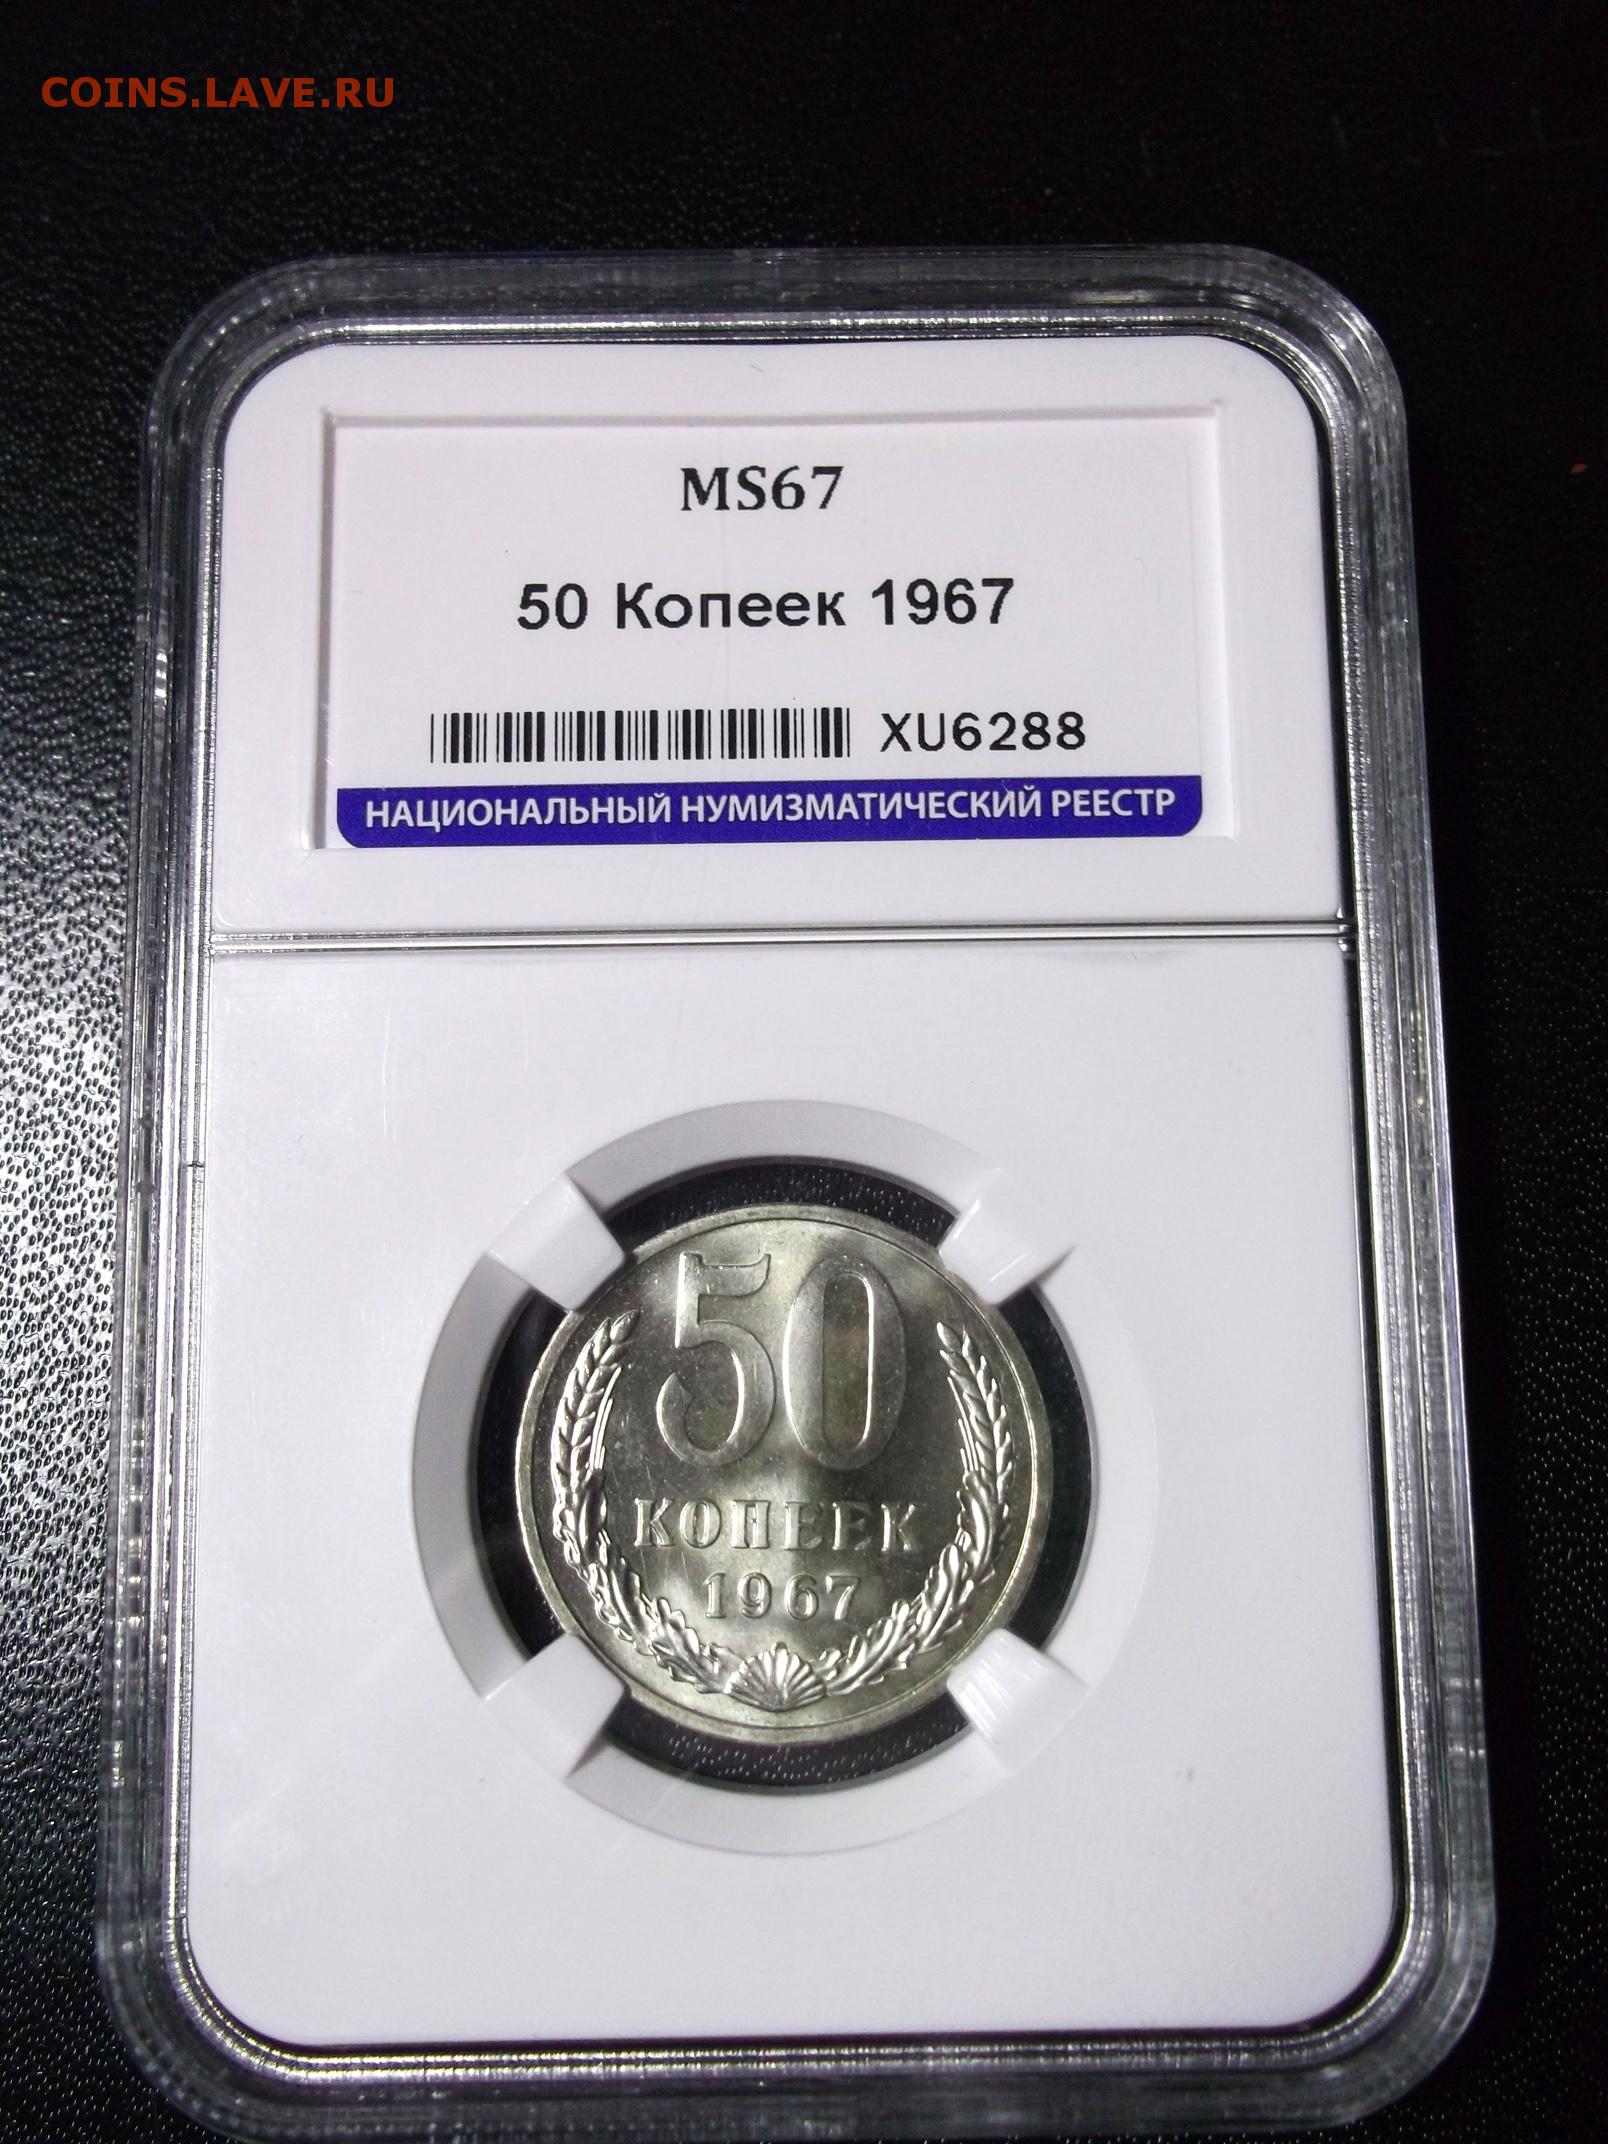 COINS.LAVE.RU
MS67
50 Копеек 1967
XU6288
НАЦИОНАЛЬНЫЙ НУМИЗМАТИЧЕСКИЙ РЕЕСТР
50
КОПЕЕК
1967